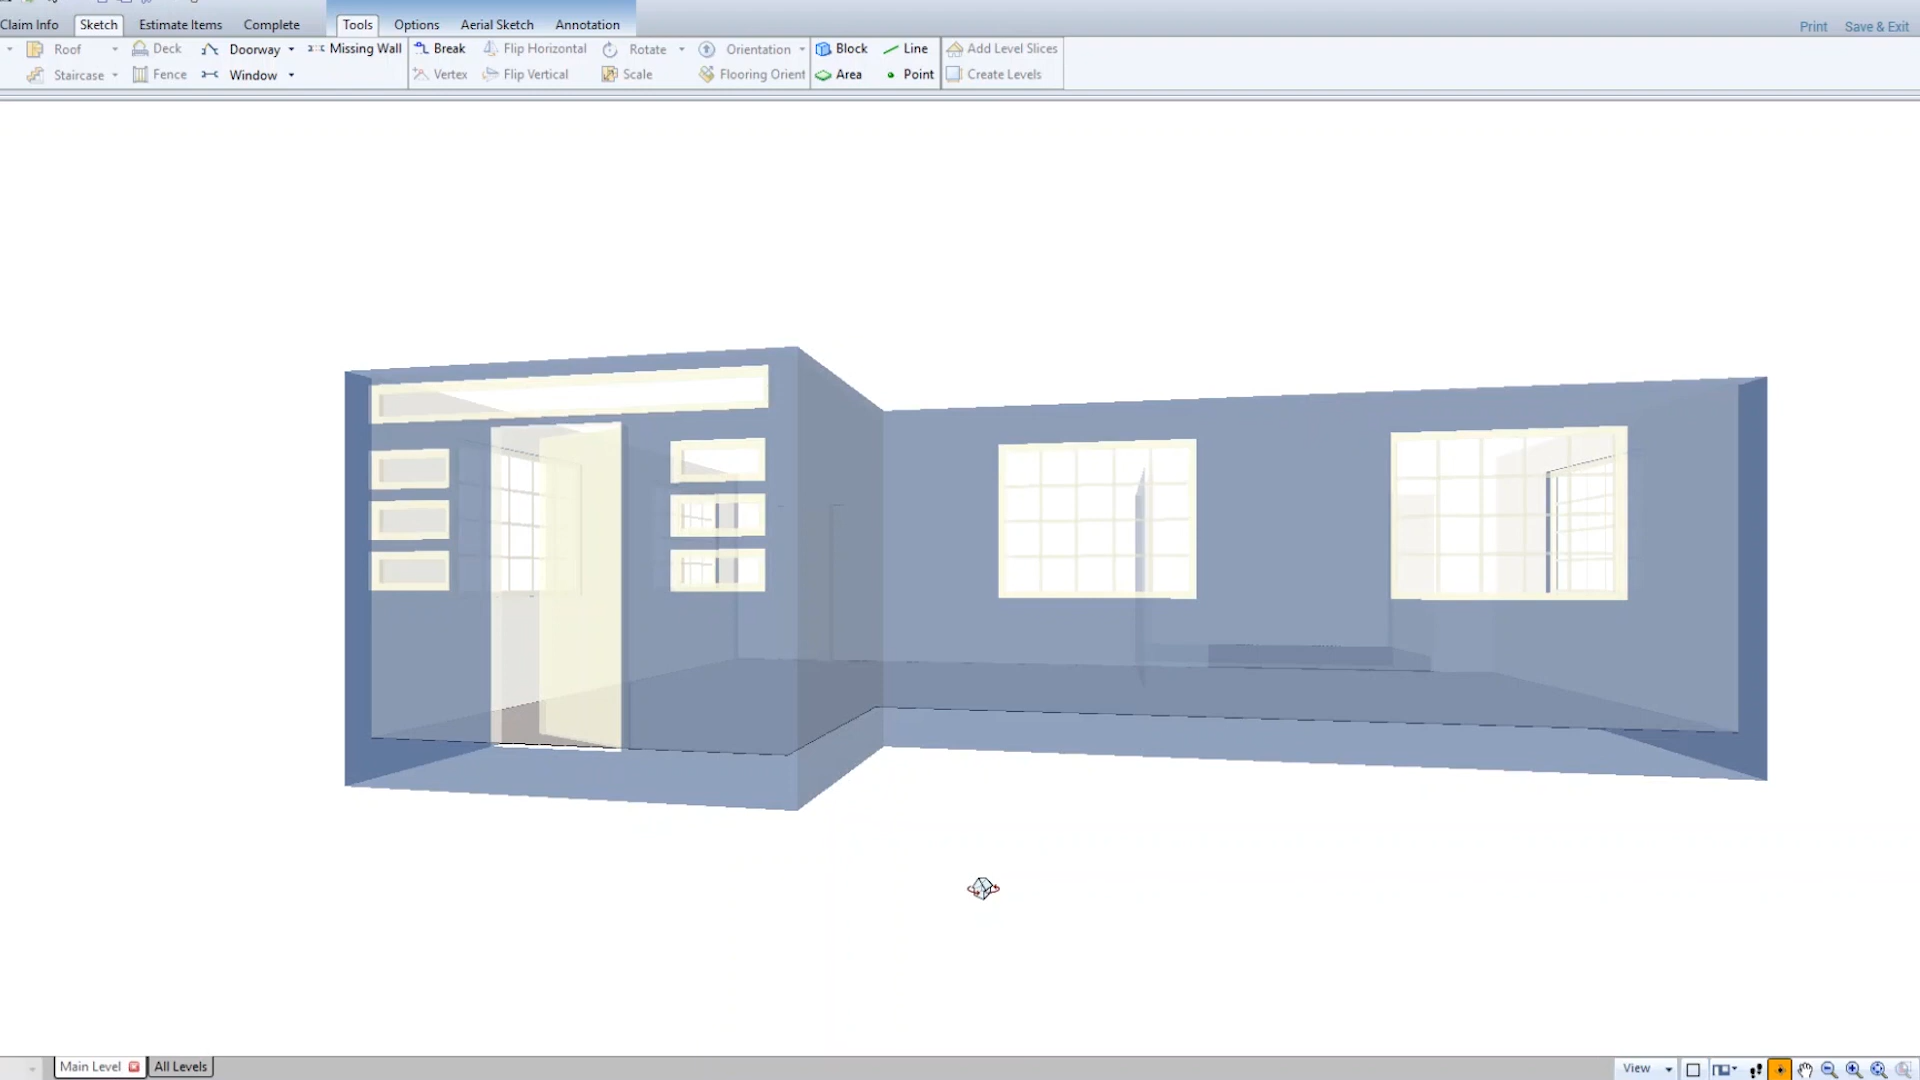 Claim Info Sketch Estimate Items Complete Tools Options Aerial Sketch Annotation Print Save & Exit
Roof Deck Doorway Missing Wall Break Flip Horizontal Rotate Orientation Block Line Add Level Slices
Staircase Fence Window Vertex Flip Vertical Scale Flooring Orient Area Point Create Levels
Main Level All Levels View